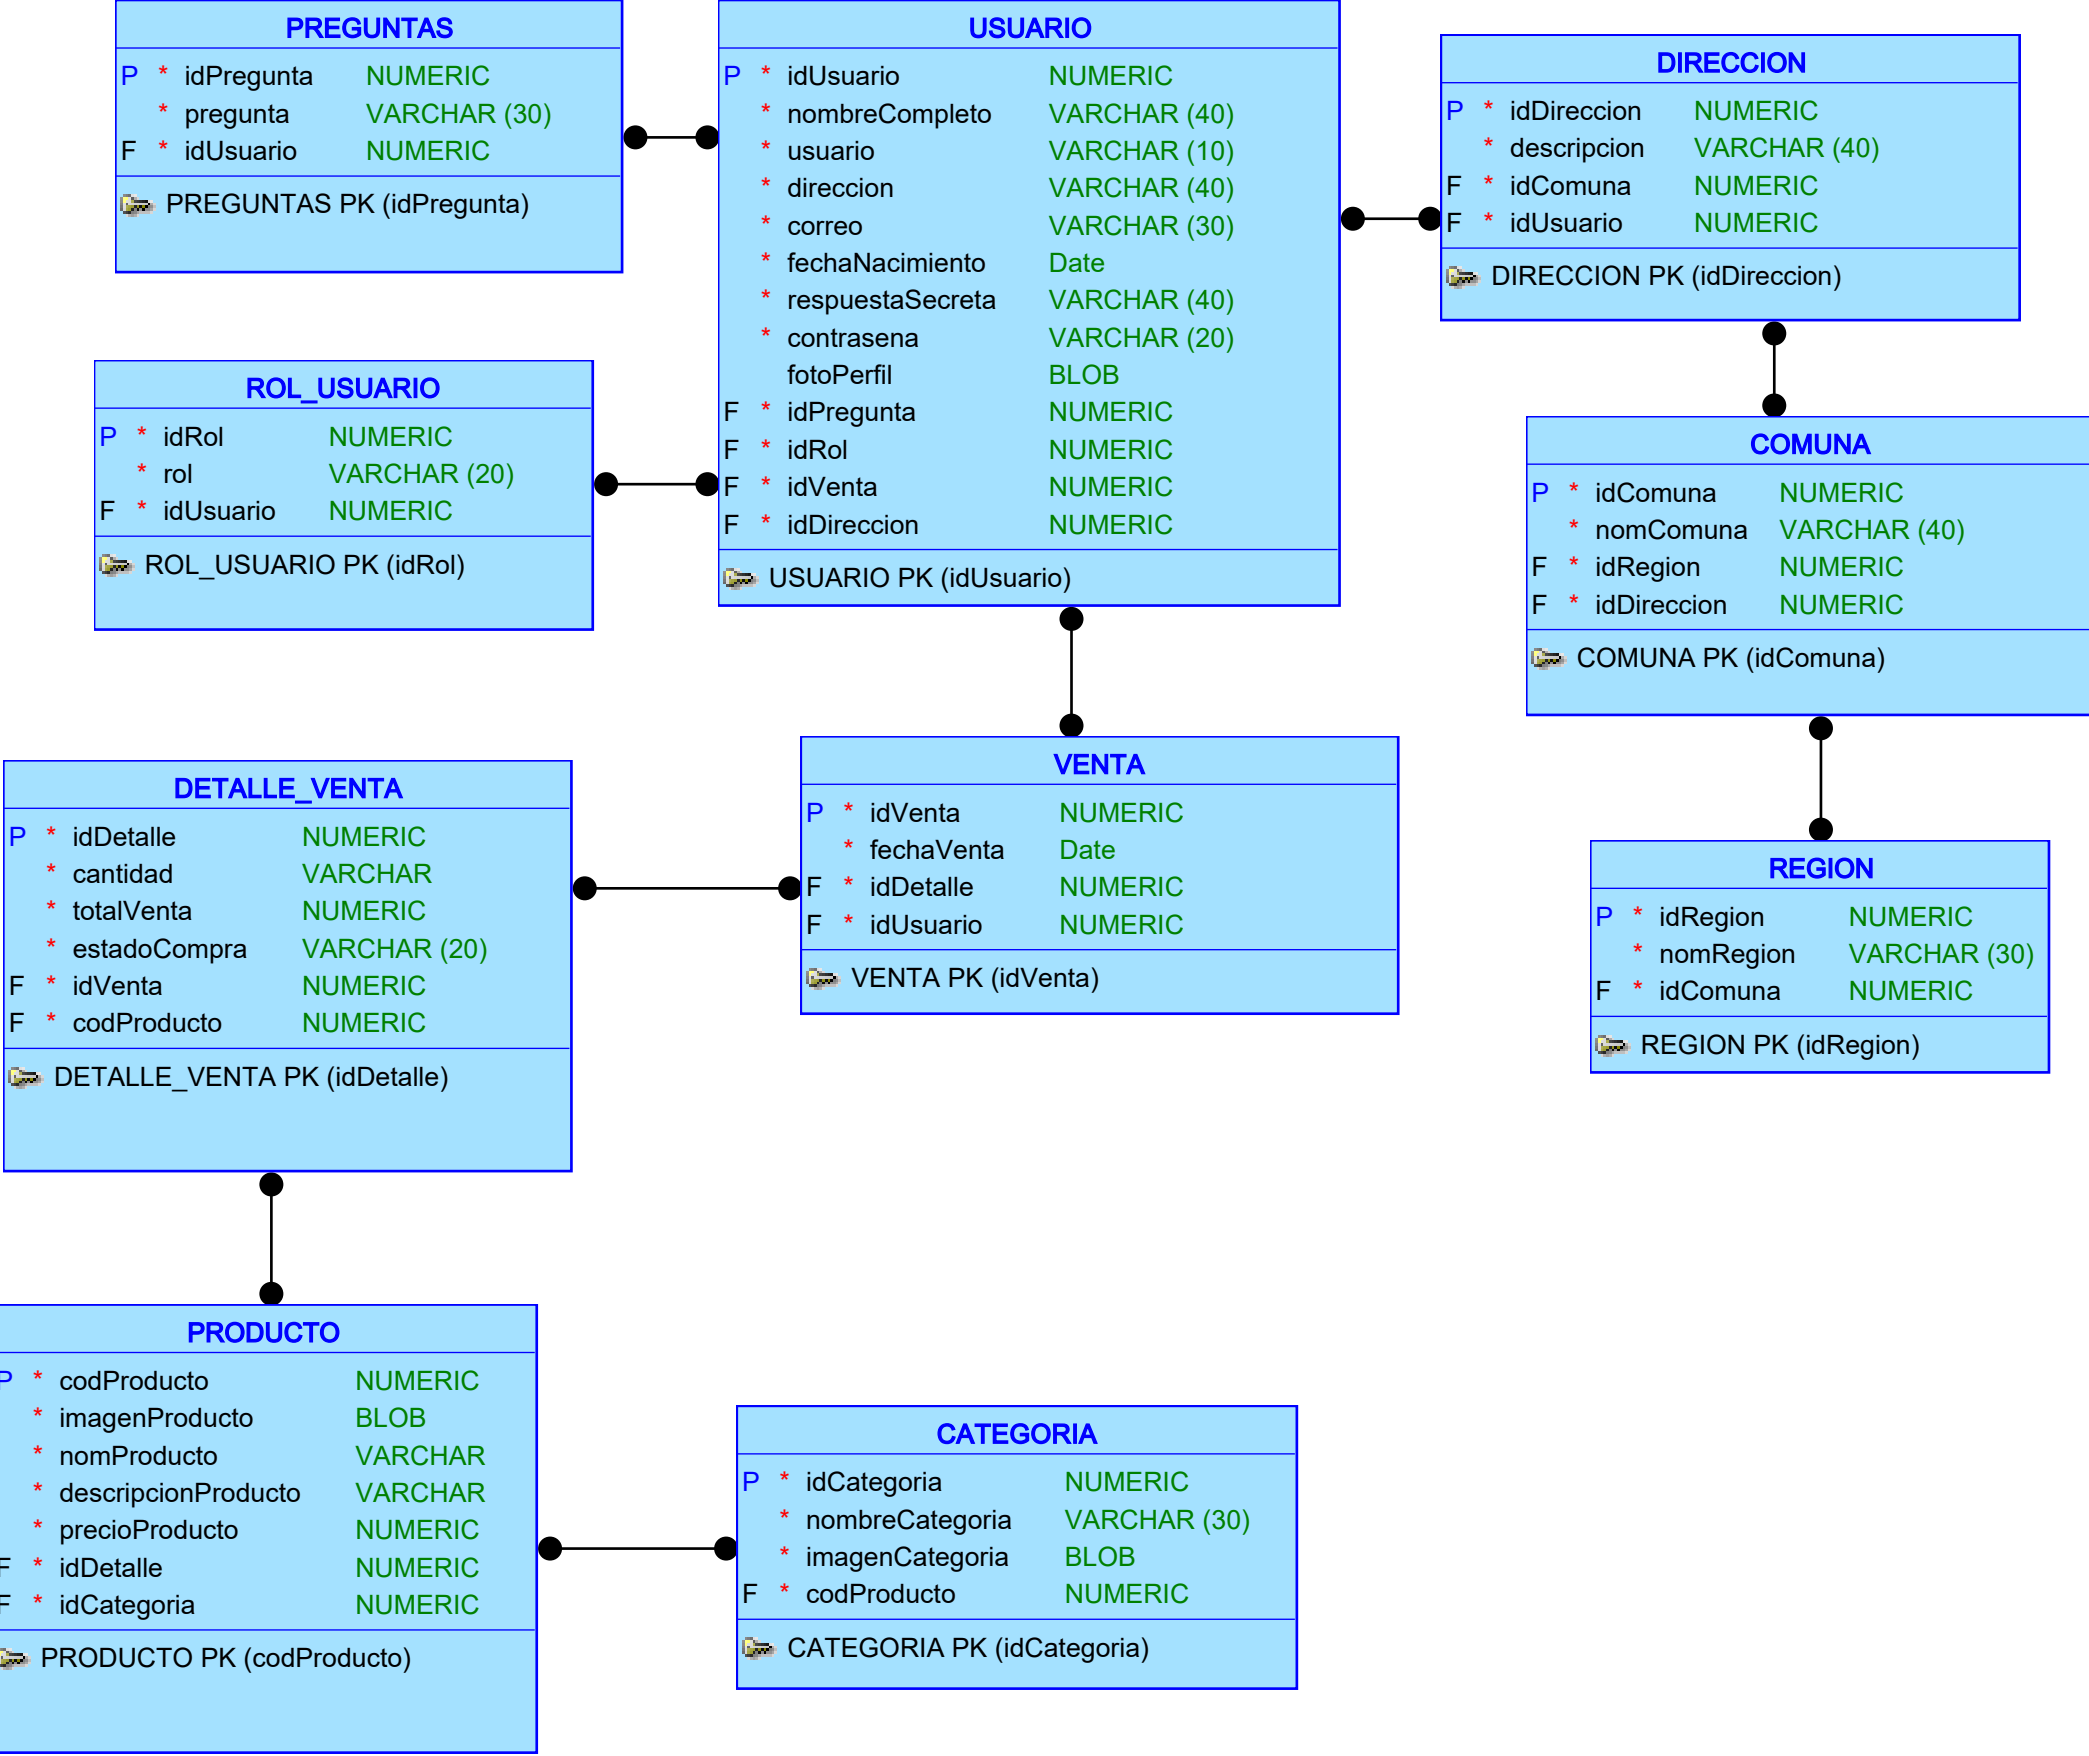 PREGUNTAS
P * idPregunta NUMERIC
* pregunta VARCHAR (30)
F * idUsuario NUMERIC
PREGUNTAS PK (idPregunta)
USUARIO
P * idUsuario NUMERIC
* nombreCompleto VARCHAR (40)
* usuario VARCHAR (10)
* direccion VARCHAR (40)
* correo VARCHAR (30)
* fechaNacimiento Date
* respuestaSecreta VARCHAR (40)
* contrasena VARCHAR (20)
fotoPerfil BLOB
F * idPregunta NUMERIC
F * idRol NUMERIC
F * idVenta NUMERIC
F * idDireccion NUMERIC
USUARIO PK (idUsuario)
DIRECCION
P * idDireccion NUMERIC
* descripcion VARCHAR (40)
F * idComuna NUMERIC
F * idUsuario NUMERIC
DIRECCION PK (idDireccion)
ROL_USUARIO
P * idRol NUMERIC
* rol VARCHAR (20)
F * idUsuario NUMERIC
ROL_USUARIO PK (idRol)
COMUNA
P * idComuna NUMERIC
* nomComuna VARCHAR (40)
F * idRegion NUMERIC
F * idDireccion NUMERIC
COMUNA PK (idComuna)
DETALLE_VENTA
P * idDetalle NUMERIC
* cantidad VARCHAR
* totalVenta NUMERIC
* estadoCompra VARCHAR (20)
F * idVenta NUMERIC
F * codProducto NUMERIC
DETALLE_VENTA PK (idDetalle)
VENTA
P * idVenta NUMERIC
* fechaVenta Date
F * idDetalle NUMERIC
F * idUsuario NUMERIC
VENTA PK (idVenta)
REGION
P * idRegion NUMERIC
* nomRegion VARCHAR (30)
F * idComuna NUMERIC
REGION PK (idRegion)
PRODUCTO
P * codProducto NUMERIC
* imagenProducto BLOB
* nomProducto VARCHAR
* descripcionProducto VARCHAR
* precioProducto NUMERIC
F * idDetalle NUMERIC
F * idCategoria NUMERIC
PRODUCTO PK (codProducto)
CATEGORIA
P * idCategoria NUMERIC
* nombreCategoria VARCHAR (30)
* imagenCategoria BLOB
F * codProducto NUMERIC
CATEGORIA PK (idCategoria)